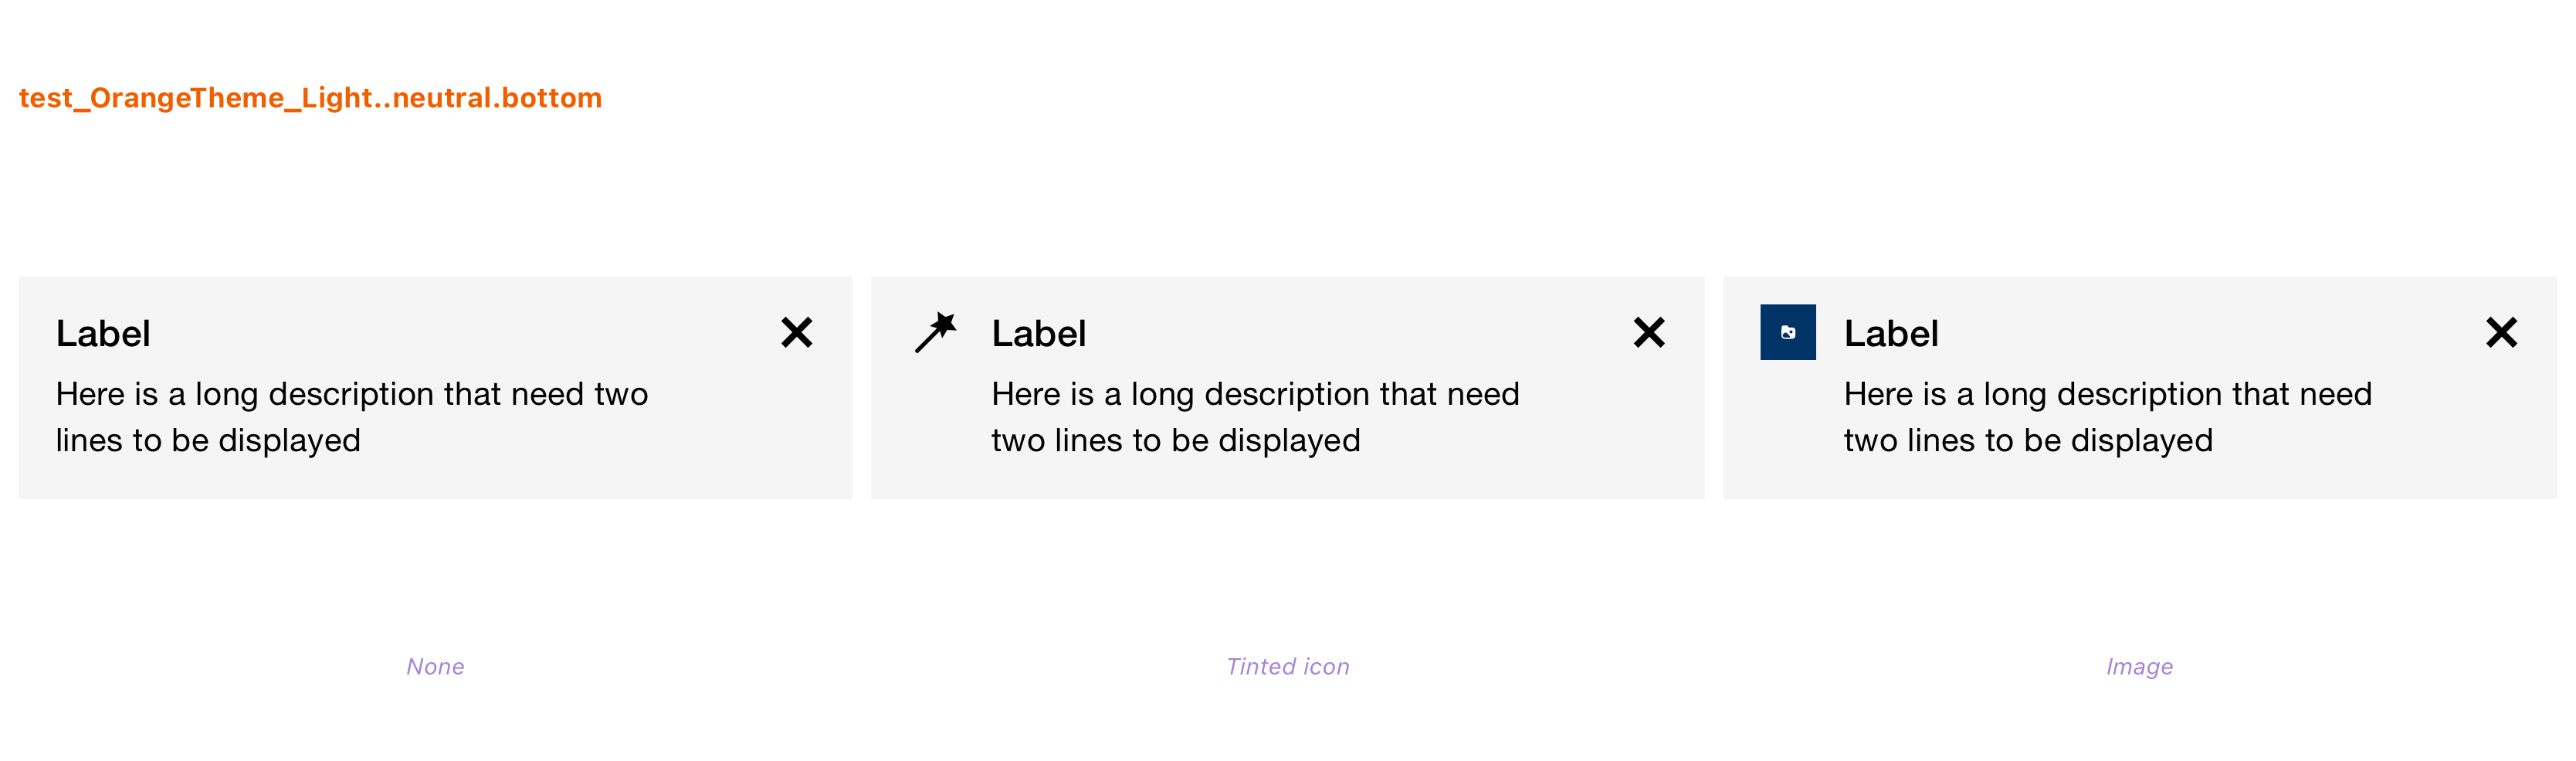 test_OrangeTheme_Light..neutral.bottom
Label
Here is a long description that need two
lines to be displayed
Label
Here is a long description that need
two lines to be displayed
Label
Here is a long description that need
two lines to be displayed
None
Tinted icon
Image